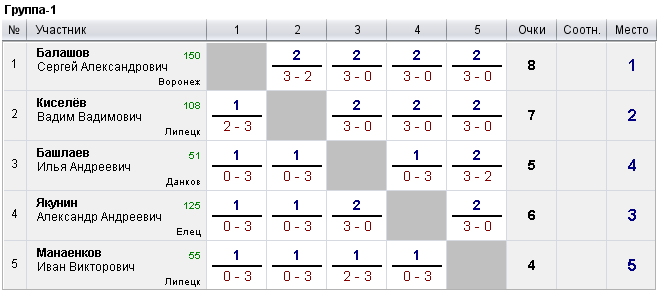 Группа-1
№ Участник 1 2 3 4 5 Очки Соотн. Место
1 Балашов 150 2 2 2 2 8 1
Сергей Александрович 3 - 2 3 - 0 3 - 0 3 - 0
Воронеж
2 Киселёв 108 1 2 2 2 7 2
Вадим Вадимович 2 - 3 3 - 0 3 - 0 3 - 0
Липецк
3 Башлаев 51 1 1 1 2 5 4
Илья Андреевич 0 - 3 0 - 3 0 - 3 3 - 2
Данков
4 Якунин 125 1 1 2 2 6 3
Александр Андреевич 0 - 3 0 - 3 3 - 0 3 - 0
Елец
5 Манаенков 55 1 1 1 1 4 5
Иван Викторович 0 - 3 0 - 3 2 - 3 0 - 3
Липецк